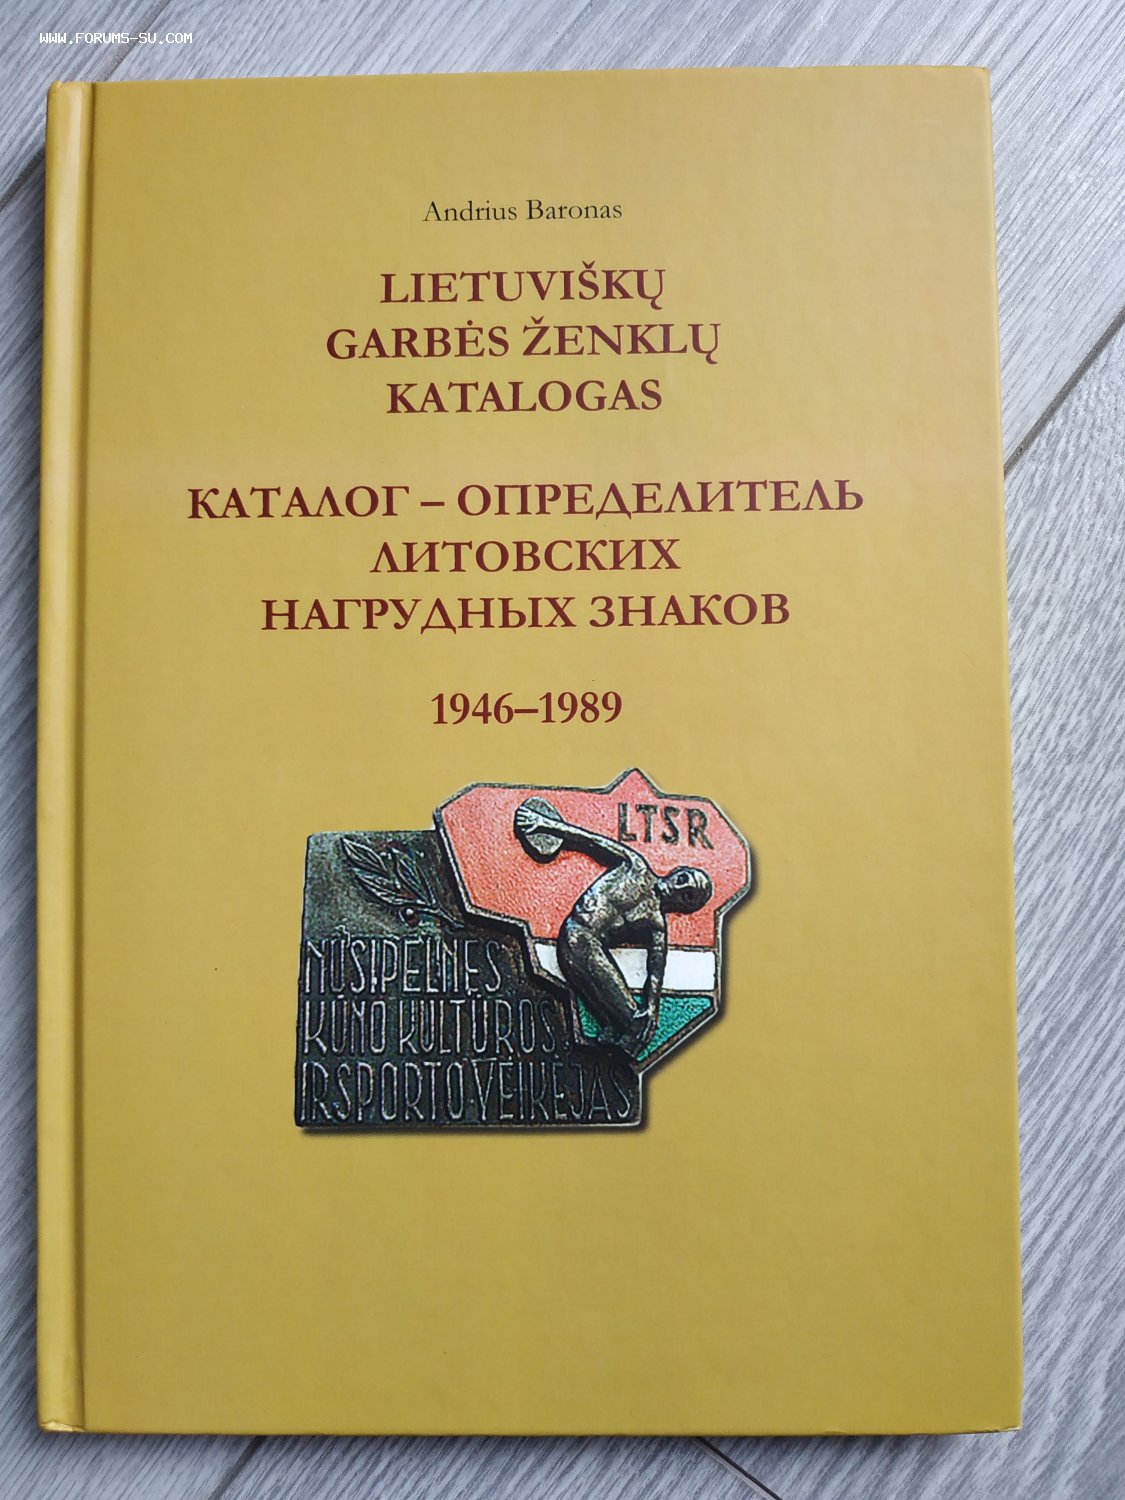 WWW.FORUMS-SU.COM
Andrius Baronas
LIETUVIŠKŲ
GARBĖS ŽENKLŲ
KATALOGAS
КАТАЛОГ – ОПРЕДЕЛИТЕЛЬ
ЛИТОВСКИХ
НАГРУДНЫХ ЗНАКОВ
1946–1989
LTSR
NUSIPELNĘS
KŪNO KULTŪROS
IR SPORTO VEIKĖJAS